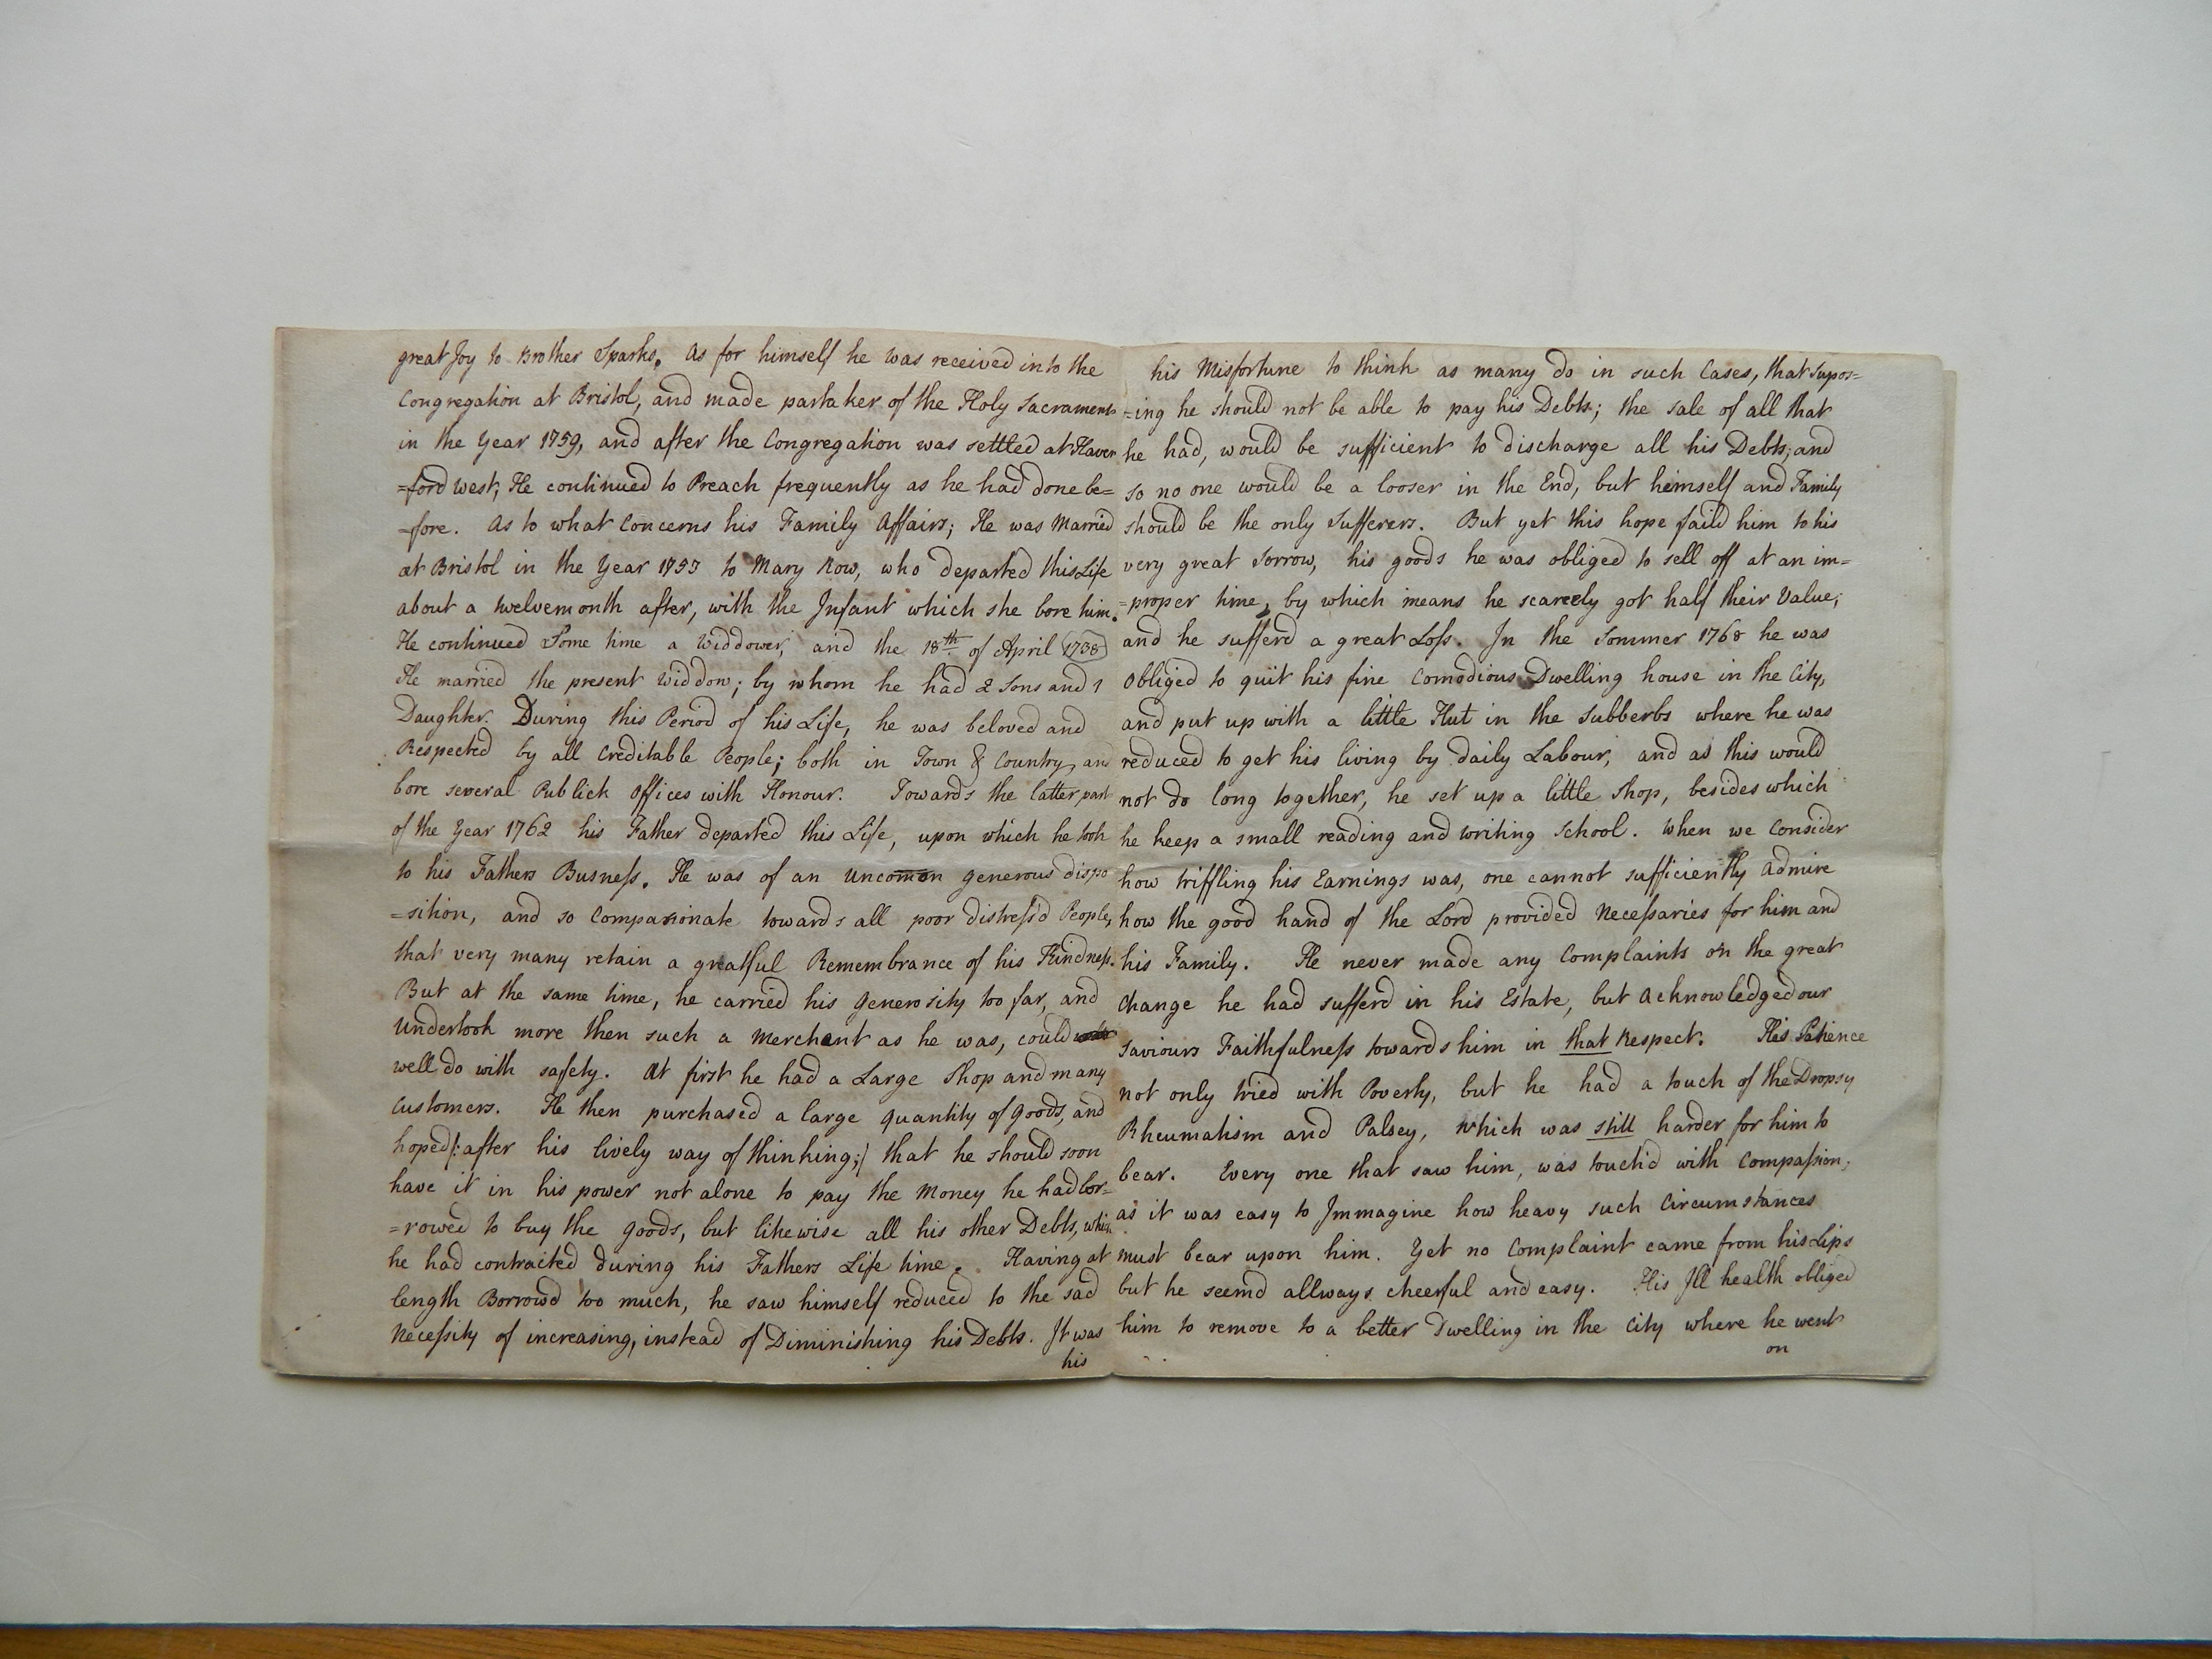 great Joy to Brother Sparks. As for himself he was received into the
Congregation at Bristol, and made partaker of the Holy Sacrament
in the Year 1759, and after the Congregation was settled at Haver
=ford west; He continued to Preach frequently as he had done be=
=fore. As to what concerns his Family Affairs; He was Married
at Bristol in the Year 1755 to Mary Row, who departed this Life
about a twelvemonth after, with the Infant which she bore him.
He continued Some time a Widdower, and the 18th of April 1738
He married the present Widdow; by whom he had 2 Sons and 1
Daughter. During this Period of his Life, he was beloved and
Respected by all Creditable People; both in Town & Country, and
bore several Publick Offices with Honour. Towards the latter part
of the Year 1762 his Father departed this Life, upon which he took
to his Fathers Busness. He was of an uncomon generous dispo
=sition, and so Compasionate towards all poor distress'd People,
that very many retain a greatful Remembrance of his Kindness.
But at the same time, he carried his generosity too far, and
Undertook more then such a Merchant as he was, could
well do with safety. At first he had a Large Shop and many
Customers. He then purchased a large quantity of goods, and
hoped /: after his lively way of thinking;/ that he should soon
have it in his power not alone to pay the Money he had bor=
=rowed to buy the goods, but likewise all his other Debts, which
he had contracted during his Fathers Life time. Having at
length Borrow'd too much, he saw himself reduced to the sad
Necessity of increasing, instead of Diminishing his Debts. It was
his
his Misfortune to think as many do in such Cases, that Supos=
=ing he should not be able to pay his Debts; the sale of all that
he had, would be sufficient to discharge all his Debts, and
so no one would be a looser in the End, but himself and Family
should be the only Sufferers. But yet this hope faild him to his
very great Sorrow, his goods he was obliged to sell off at an im=
=proper time, by which means he scarcely got half their Value;
and he sufferd a great Loss. In the Sommer 1768 he was
Obliged to quit his fine Comodious Dwelling house in the City,
and put up with a little Hut in the Subberbs where he was
reduced to get his living by daily Labour, and as this would
not do long together, he set up a little Shop, besides which
he keep a small reading and writing School. When we Consider
how triffling his Earnings was, one cannot sufficiently Admire
how the good hand of the Lord provided Necessaries for him and
his Family. He never made any Complaints on the great
Change he had sufferd in his Estate, but acknowledged our
Saviours Faithfulness towards him in that Respect. His Patience
not only tried with Poverty, but he had a touch of the Dropsy
Rheumatism and Palsey, which was still harder for him to
bear. Every one that saw him, was touch'd with Compassion,
as it was easy to Immagine how heavy such Circumstances
must bear upon him. Yet no Complaint came from his Lips
but he seemd allways cheerful and easy. His Ill health obliged
him to remove to a better Dwelling in the City where he went
on